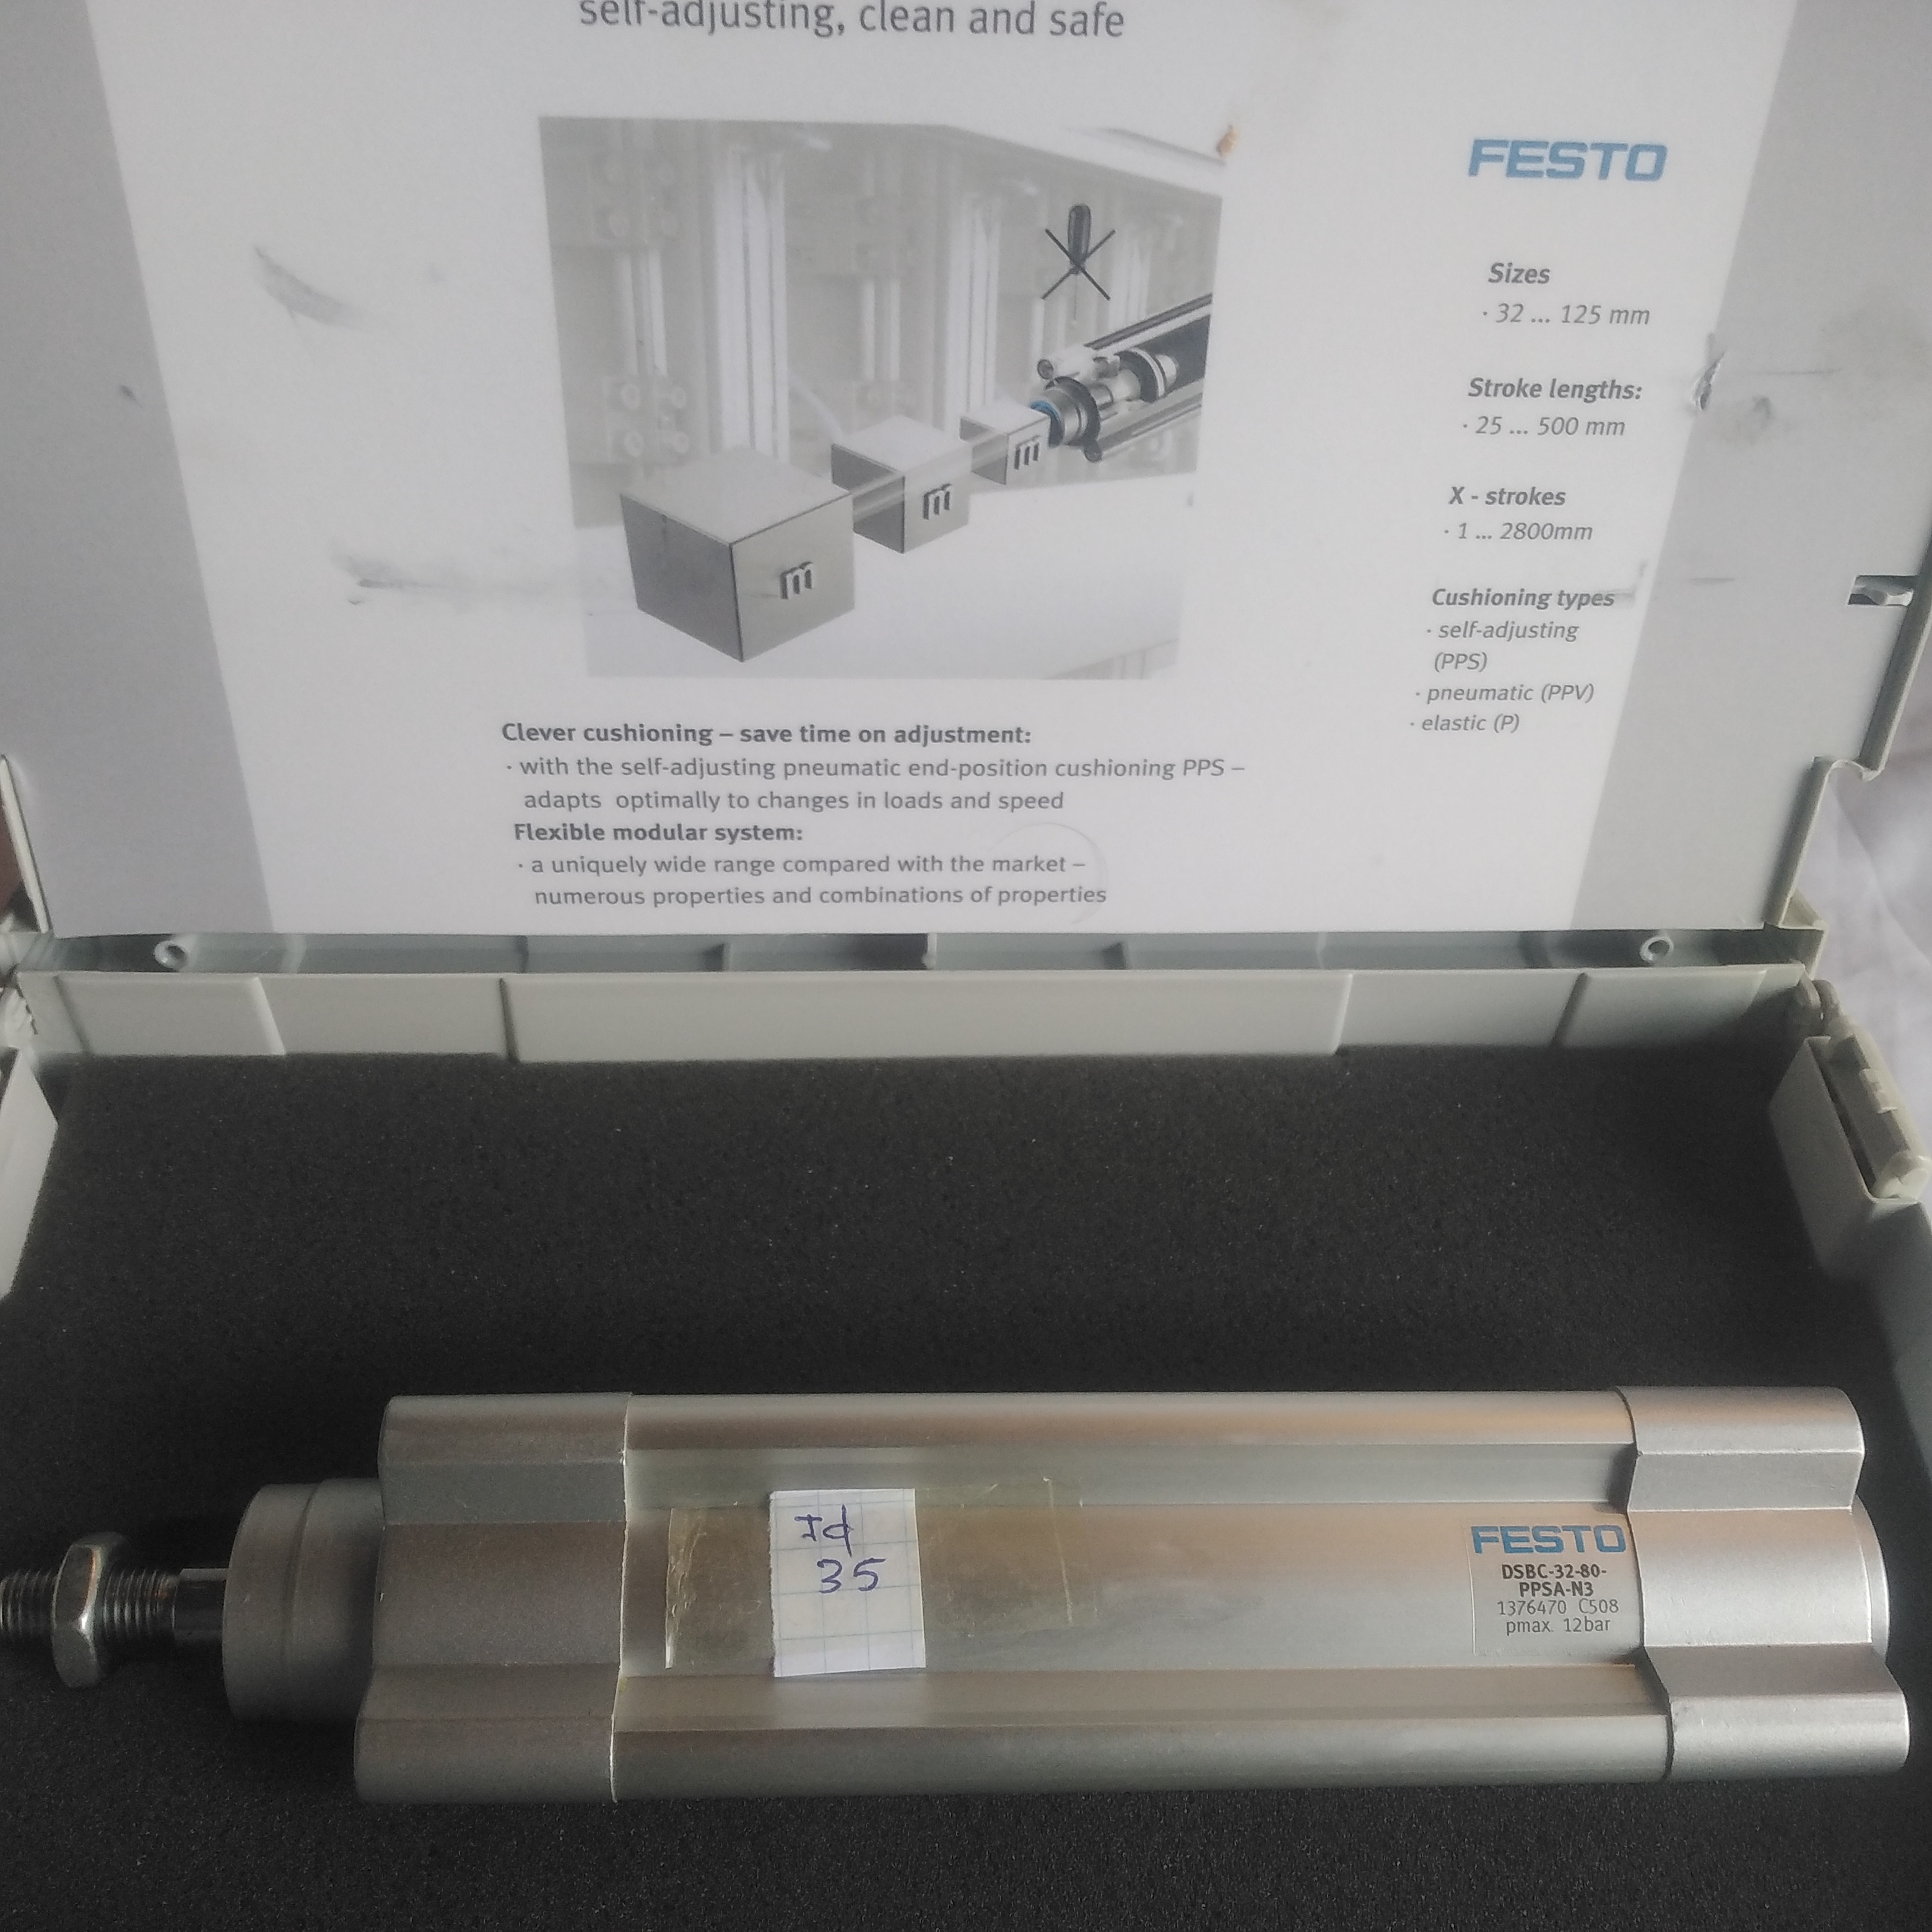 self-adjusting, clean and safe
FESTO
Sizes
· 32 ... 125 mm
Stroke lengths:
· 25 ... 500 mm
X - strokes
· 1 ... 2800mm
Cushioning types
· self-adjusting
(PPS)
· pneumatic (PPV)
· elastic (P)
m
m
m
Clever cushioning – save time on adjustment:
· with the self-adjusting pneumatic end-position cushioning PPS –
adapts optimally to changes in loads and speed
Flexible modular system:
· a uniquely wide range compared with the market –
numerous properties and combinations of properties
Id
35
FESTO
DSBC-32-80-
PPSA-N3
1376470 C508
pmax. 12bar